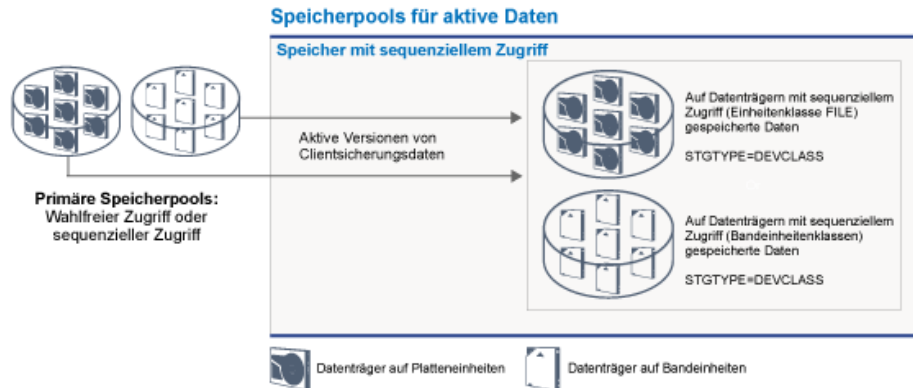 Speicherpools für aktive Daten
Speicher mit sequenziellem Zugriff
Auf Datenträgern mit sequenziellem
Zugriff (Einheitenklasse FILE)
gespeicherte Daten
STGTYPE=DEVCLASS
Aktive Versionen von
Clientsicherungsdaten
Primäre Speicherpools:
Wahlfreier Zugriff oder
sequenzieller Zugriff
Auf Datenträgern mit sequenziellem
Zugriff (Bandeinheitenklassen)
gespeicherte Daten
STGTYPE=DEVCLASS
Datenträger auf Platteneinheiten
Datenträger auf Bandeinheiten